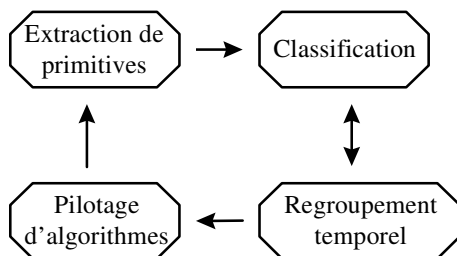 Extraction de
primitives
Classification
Pilotage
d'algorithmes
Regroupement
temporel